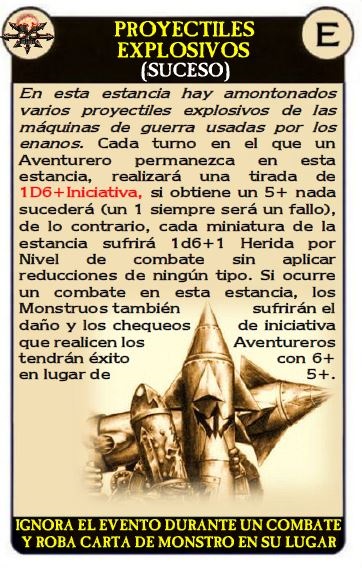 PROYECTILES
EXPLOSIVOS
(SUCESO)
E
En esta estancia hay amontonados
varios proyectiles explosivos de las
máquinas de guerra usadas por los
enanos. Cada turno en el que un
Aventurero permanezca en esta
estancia, realizará una tirada de
1D6+Iniciativa, si obtiene un 5+ nada
sucederá (un 1 siempre será un fallo),
de lo contrario, cada miniatura de la
estancia sufrirá 1d6+1 Herida por
Nivel de combate sin aplicar
reducciones de ningún tipo. Si ocurre
un combate en esta estancia, los
Monstruos también sufrirán el
daño y los chequeos de iniciativa
que realicen los Aventureros
tendrán éxito con 6+
en lugar de 5+.
IGNORA EL EVENTO DURANTE UN COMBATE
Y ROBA CARTA DE MONSTRO EN SU LUGAR